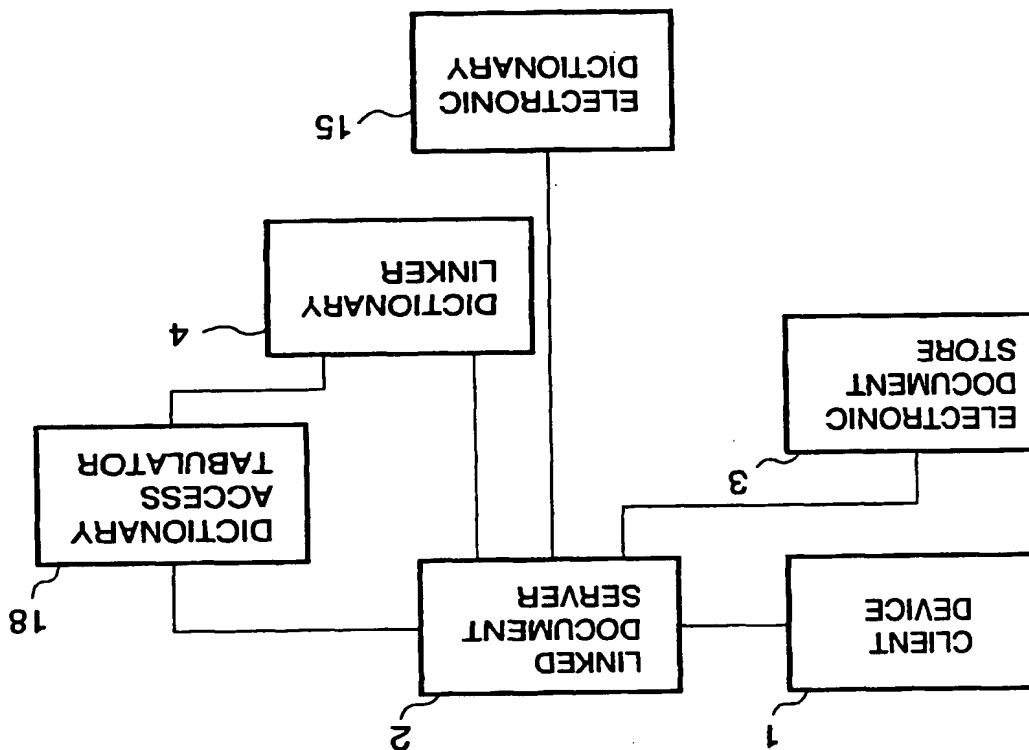 1
CLIENT
DEVICE
2
LINKED
DOCUMENT
SERVER
18
DICTIONARY
ACCESS
TABULATOR
3
ELECTRONIC
DOCUMENT
STORE
4
DICTIONARY
LINKER
15
ELECTRONIC
DICTIONARY